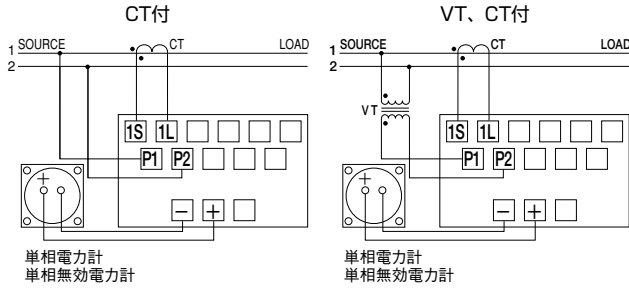 CT付
1 SOURCE CT LOAD
2
1S 1L
P1 P2
+
− +
単相電力計
単相無効電力計
VT、CT付
1 SOURCE CT LOAD
2
VT
1S 1L
P1 P2
+
− +
単相電力計
単相無効電力計